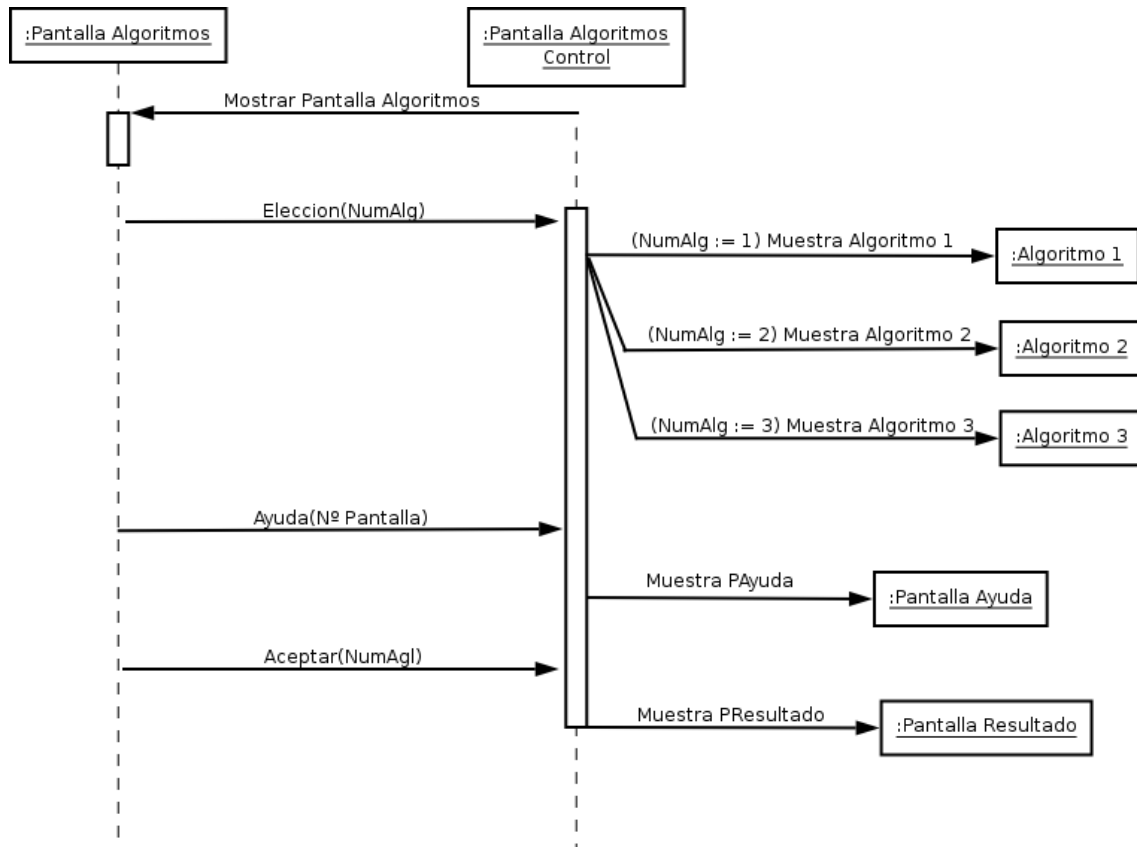 :Pantalla Algoritmos
:Pantalla Algoritmos
Control
Mostrar Pantalla Algoritmos
Eleccion(NumAlg)
(NumAlg := 1) Muestra Algoritmo 1
:Algoritmo 1
(NumAlg := 2) Muestra Algoritmo 2
:Algoritmo 2
(NumAlg := 3) Muestra Algoritmo 3
:Algoritmo 3
Ayuda(Nº Pantalla)
Muestra PAyuda
:Pantalla Ayuda
Aceptar(NumAgl)
Muestra PResultado
:Pantalla Resultado